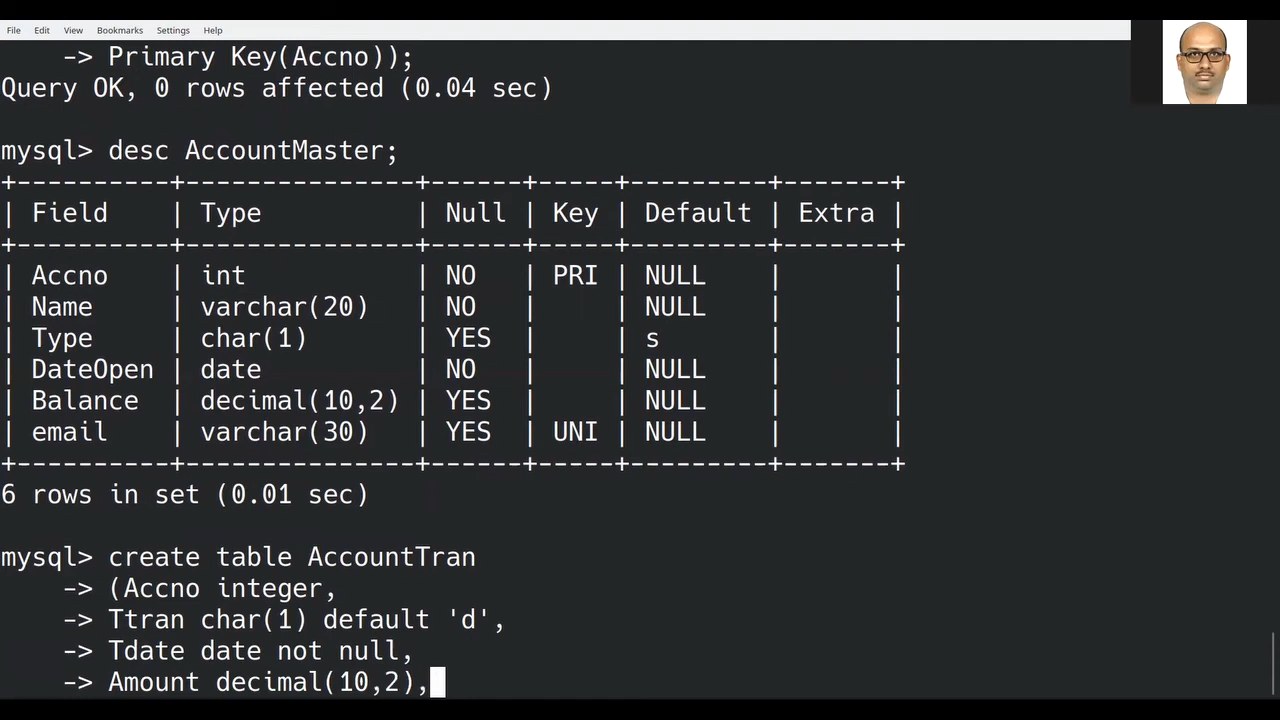 File Edit View Bookmarks Settings Help
-> Primary Key(Accno));
Query OK, 0 rows affected (0.04 sec)
mysql> desc AccountMaster;
+----------+---------------+------+-----+---------+-------+
| Field | Type | Null | Key | Default | Extra |
+----------+---------------+------+-----+---------+-------+
| Accno | int | NO | PRI | NULL | |
| Name | varchar(20) | NO | | NULL | |
| Type | char(1) | YES | | s | |
| DateOpen | date | NO | | NULL | |
| Balance | decimal(10,2) | YES | | NULL | |
| email | varchar(30) | YES | UNI | NULL | |
+----------+---------------+------+-----+---------+-------+
6 rows in set (0.01 sec)
mysql> create table AccountTran
-> (Accno integer,
-> Ttran char(1) default 'd',
-> Tdate date not null,
-> Amount decimal(10,2),